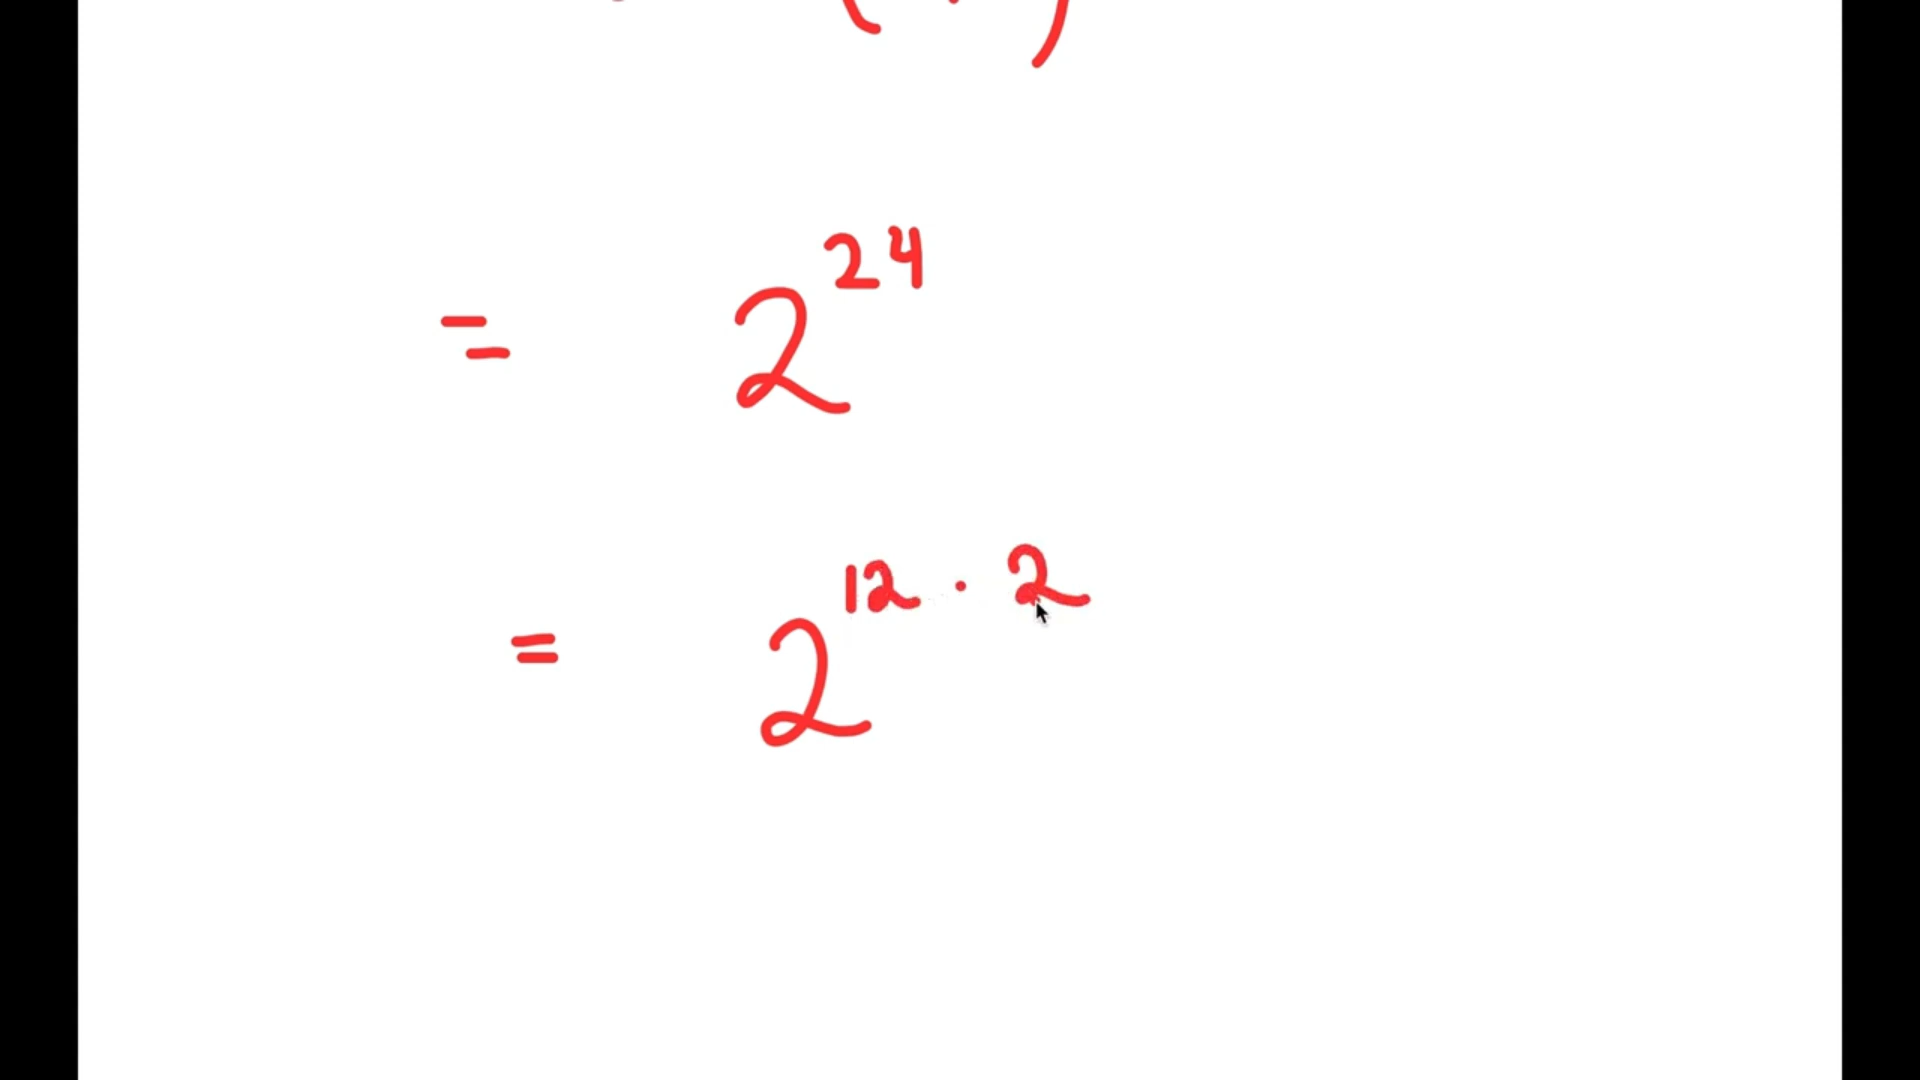 = 2^24
= 2^12 · 2